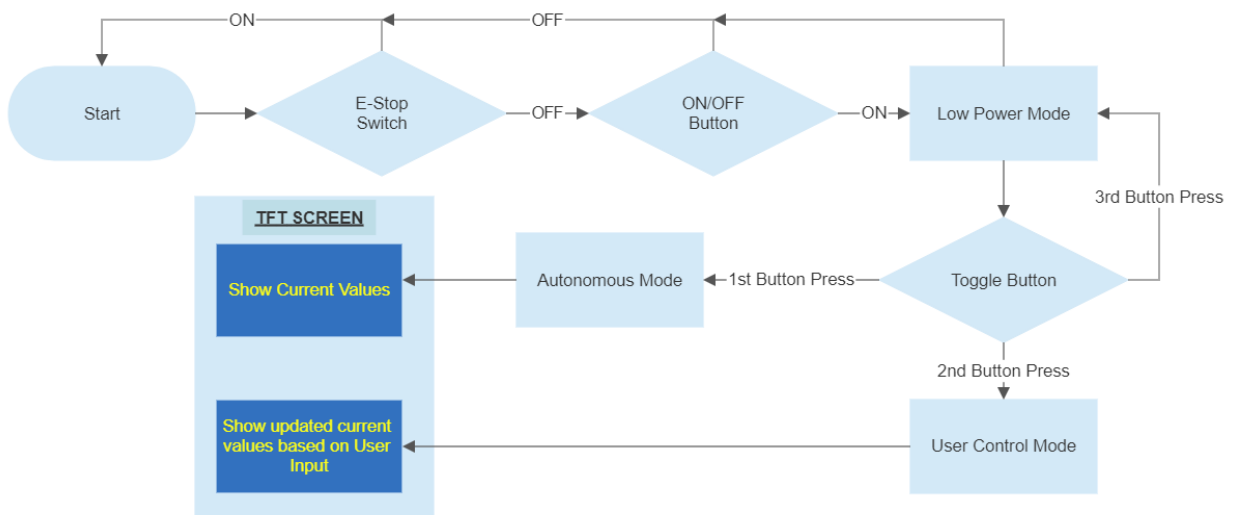 ON
OFF
Start
E-Stop
Switch
OFF
ON/OFF
Button
ON
Low Power Mode
3rd Button Press
TFT SCREEN
Show Current Values
Autonomous Mode
1st Button Press
Toggle Button
2nd Button Press
Show updated current
values based on User
Input
User Control Mode